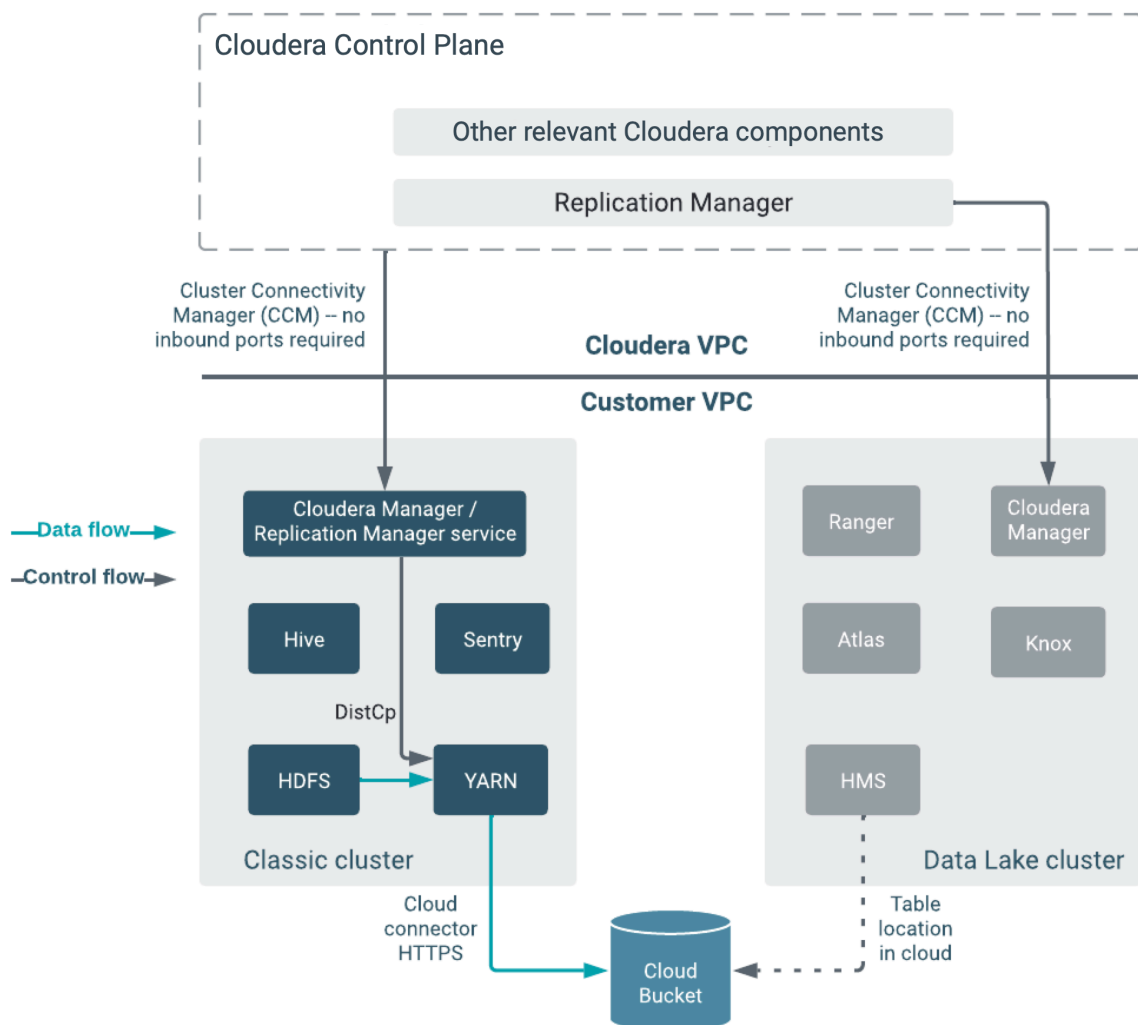 Cloudera Control Plane
Other relevant Cloudera components
Replication Manager
Cluster Connectivity
Manager (CCM) -- no
inbound ports required
Cluster Connectivity
Manager (CCM) -- no
inbound ports required
Cloudera VPC
Customer VPC
Data flow
Control flow
Cloudera Manager /
Replication Manager service
Hive
Sentry
DistCp
HDFS
YARN
Classic cluster
Ranger
Cloudera
Manager
Atlas
Knox
HMS
Data Lake cluster
Cloud
connector
HTTPS
Table
location
in cloud
Cloud
Bucket